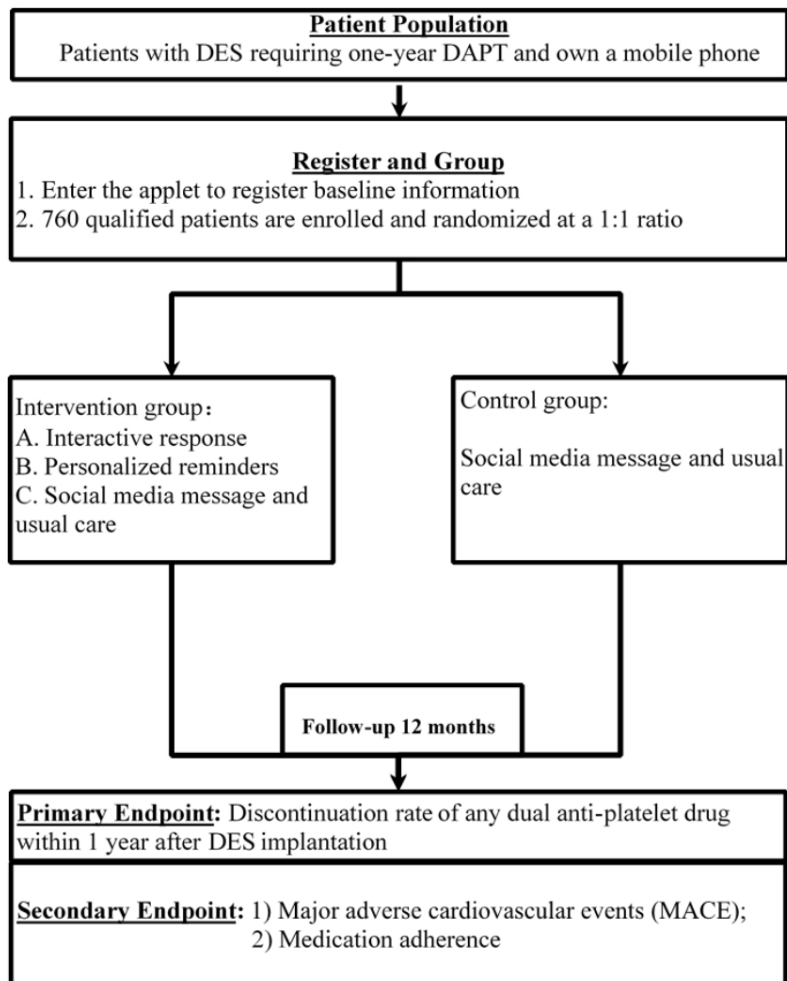 Patient Population
Patients with DES requiring one-year DAPT and own a mobile phone
Register and Group
1. Enter the applet to register baseline information
2. 760 qualified patients are enrolled and randomized at a 1:1 ratio
Intervention group：
A. Interactive response
B. Personalized reminders
C. Social media message and
usual care
Control group:
Social media message and usual
care
Follow-up 12 months
Primary Endpoint: Discontinuation rate of any dual anti-platelet drug
within 1 year after DES implantation
Secondary Endpoint: 1) Major adverse cardiovascular events (MACE);
2) Medication adherence